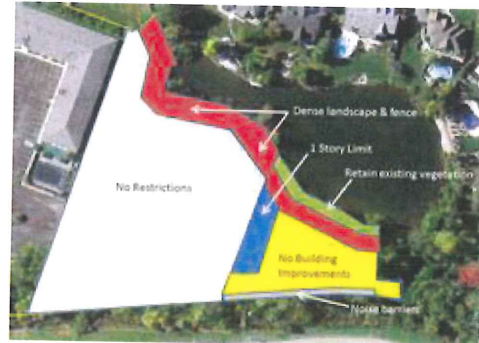 Dense landscape & fence
1 Story Limit
Retain existing vegetation
No Restrictions
No Building
Improvements
Noise barriers